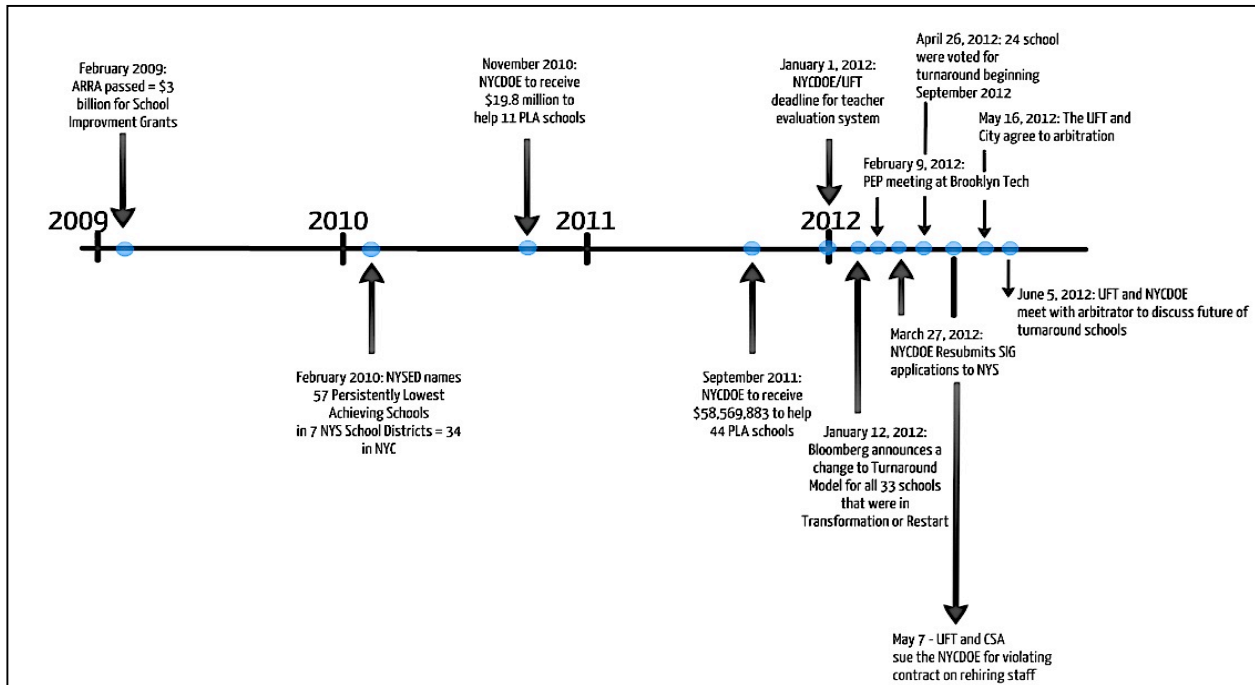 February 2009:
ARRA passed = $3
billion for School
Improvment Grants
November 2010:
NYCDOE to receive
$19.8 million to
help 11 PLA schools
January 1, 2012:
NYCDOE/UFT
deadline for teacher
evaluation system
April 26, 2012: 24 school
were voted for
turnaround beginning
September 2012
May 16, 2012: The UFT and
City agree to arbitration
February 9, 2012:
PEP meeting at Brooklyn Tech
2009
2010
2011
2012
February 2010: NYSED names
57 Persistently Lowest
Achieving Schools
in 7 NYS School Districts = 34
in NYC
September 2011:
NYCDOE to receive
$58,569,883 to help
44 PLA schools
January 12, 2012:
Bloomberg announces a
change to Turnaround
Model for all 33 schools
that were in
Transformation or Restart
March 27, 2012:
NYCDOE Resubmits SIG
applications to NYS
June 5, 2012: UFT and NYCDOE
meet with arbitrator to discuss future of
turnaround schools
May 7 - UFT and CSA
sue the NYCDOE for violating
contract on rehiring staff